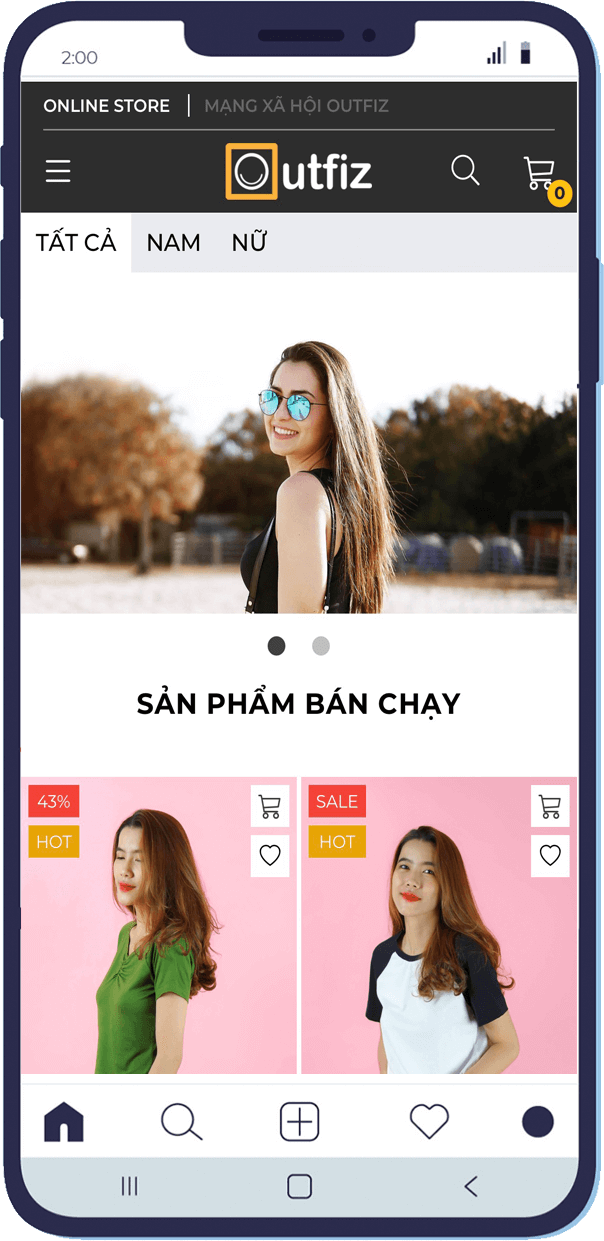 2:00
ONLINE STORE | MẠNG XÃ HỘI OUTFIZ
Outfiz
0
TẤT CẢ NAM NỮ
SẢN PHẨM BÁN CHẠY
43% SALE
HOT HOT